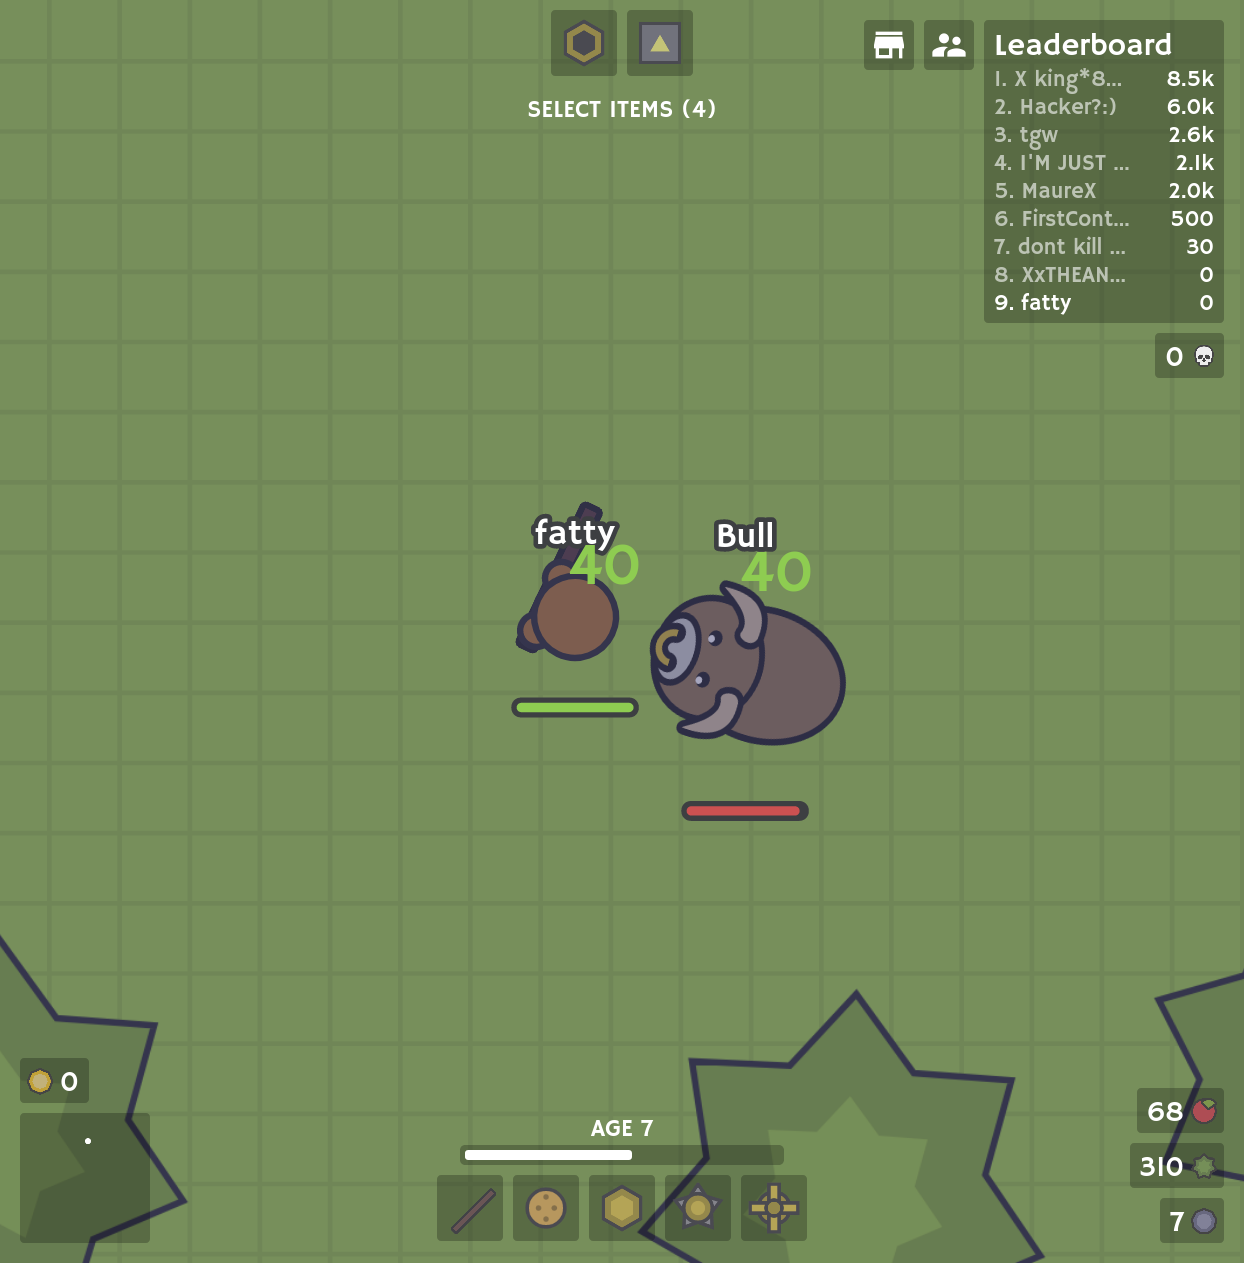 SELECT ITEMS (4)
Leaderboard
1. X king*8... 8.5k
2. Hacker?:) 6.0k
3. tgw 2.6k
4. I'M JUST ... 2.1k
5. MaureX 2.0k
6. FirstCont... 500
7. dont kill ... 30
8. XxTHEAN... 0
9. fatty 0
0
fatty
40
Bull
40
0
AGE 7
68
310
7